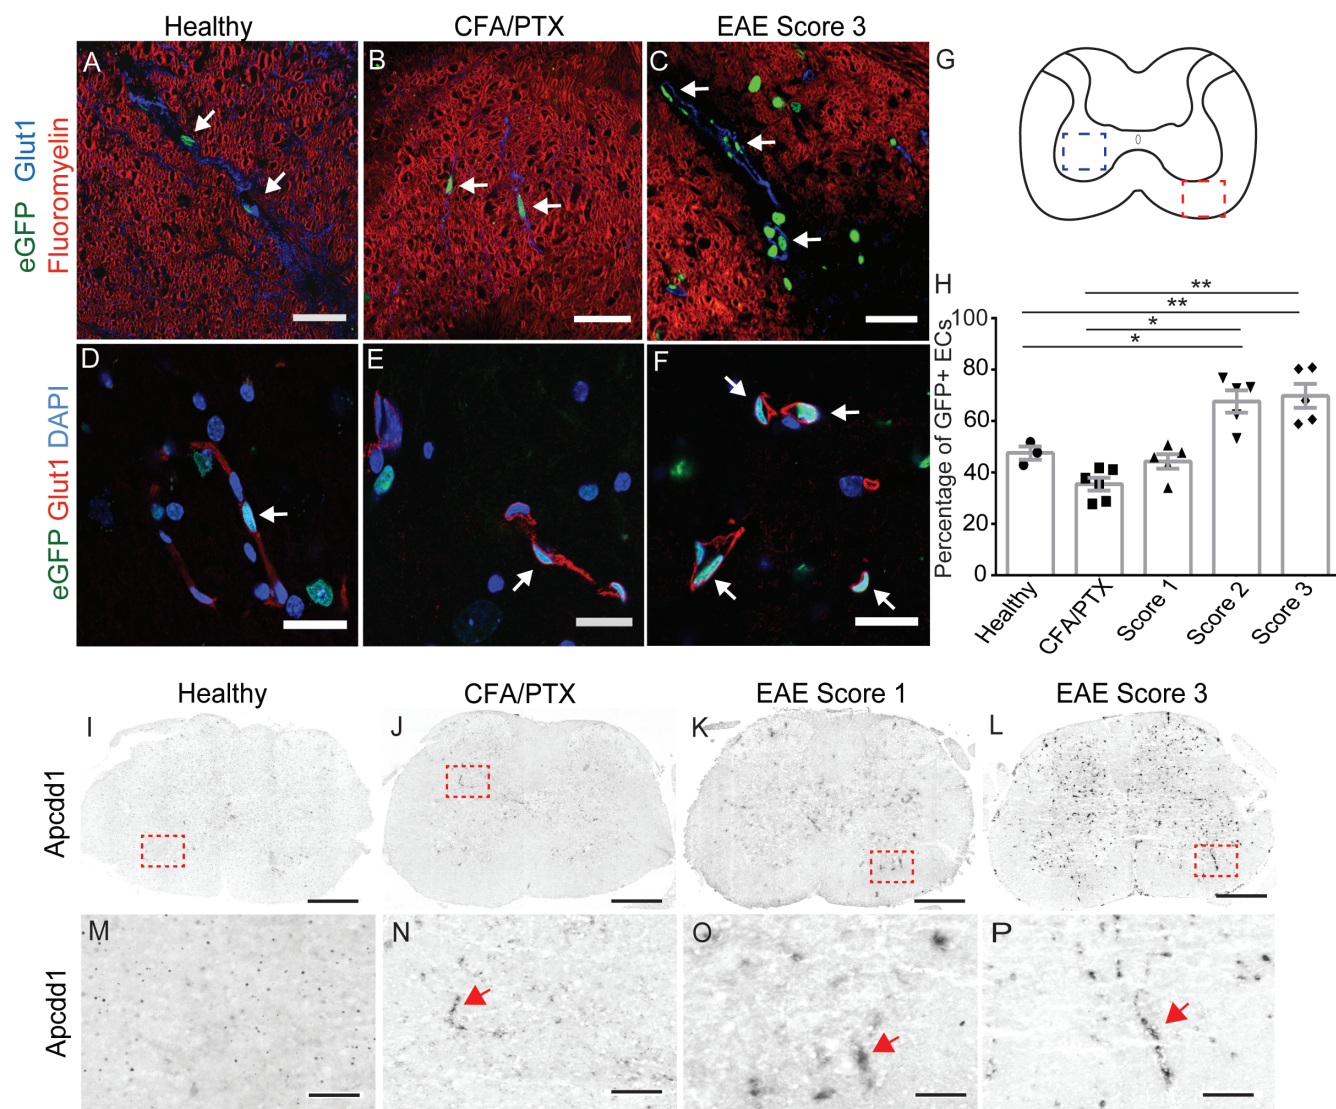 Healthy
CFA/PTX
EAE Score 3
eGFP Glut1
Fluoromyelin
A
B
C
G
eGFP Glut1 DAPI
D
E
F
H
**
**
*
*
Percentage of GFP+ ECs
100
80
60
40
20
0
Healthy
CFA/PTX
Score 1
Score 2
Score 3
Healthy
CFA/PTX
EAE Score 1
EAE Score 3
Apcdd1
I
J
K
L
Apcdd1
M
N
O
P